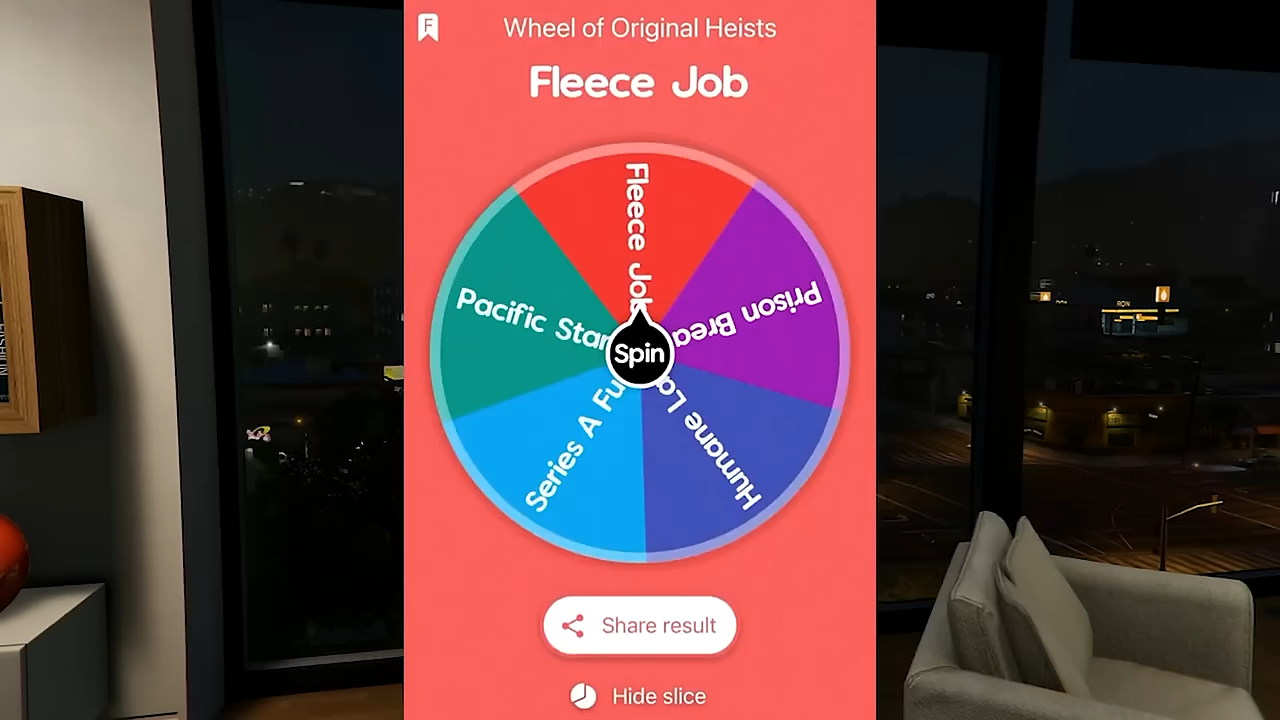 F
Wheel of Original Heists
Fleece Job
Fleece Job
Prison Brea
Pacific Stan
Spin
Series A Fu
Humane La
RON
Share result
Hide slice